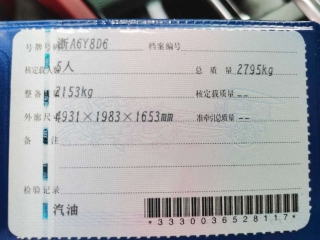 号牌号码 浙A6Y8D6 档案编号
核定载人数 5人 总质量 2795kg
整备质量 2153kg 核定载质量 --
外廓尺寸 4931×1983×1653mm 准牵引总质量 --
备注
检验记录
汽油
*3330036528117*